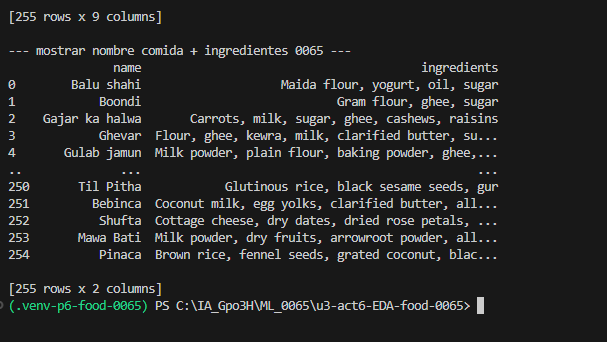 [255 rows x 9 columns]
--- mostrar nombre comida + ingredientes 0065 ---
name ingredients
0 Balu shahi Maida flour, yogurt, oil, sugar
1 Boondi Gram flour, ghee, sugar
2 Gajar ka halwa Carrots, milk, sugar, ghee, cashews, raisins
3 Ghevar Flour, ghee, kewra, milk, clarified butter, su...
4 Gulab jamun Milk powder, plain flour, baking powder, ghee,...
.. ... ...
250 Til Pitha Glutinous rice, black sesame seeds, gur
251 Bebinca Coconut milk, egg yolks, clarified butter, all...
252 Shufta Cottage cheese, dry dates, dried rose petals, ...
253 Mawa Bati Milk powder, dry fruits, arrowroot powder, all...
254 Pinaca Brown rice, fennel seeds, grated coconut, blac...
[255 rows x 2 columns]
(.venv-p6-food-0065) PS C:\IA_Gpo3H\ML_0065\u3-act6-EDA-food-0065>